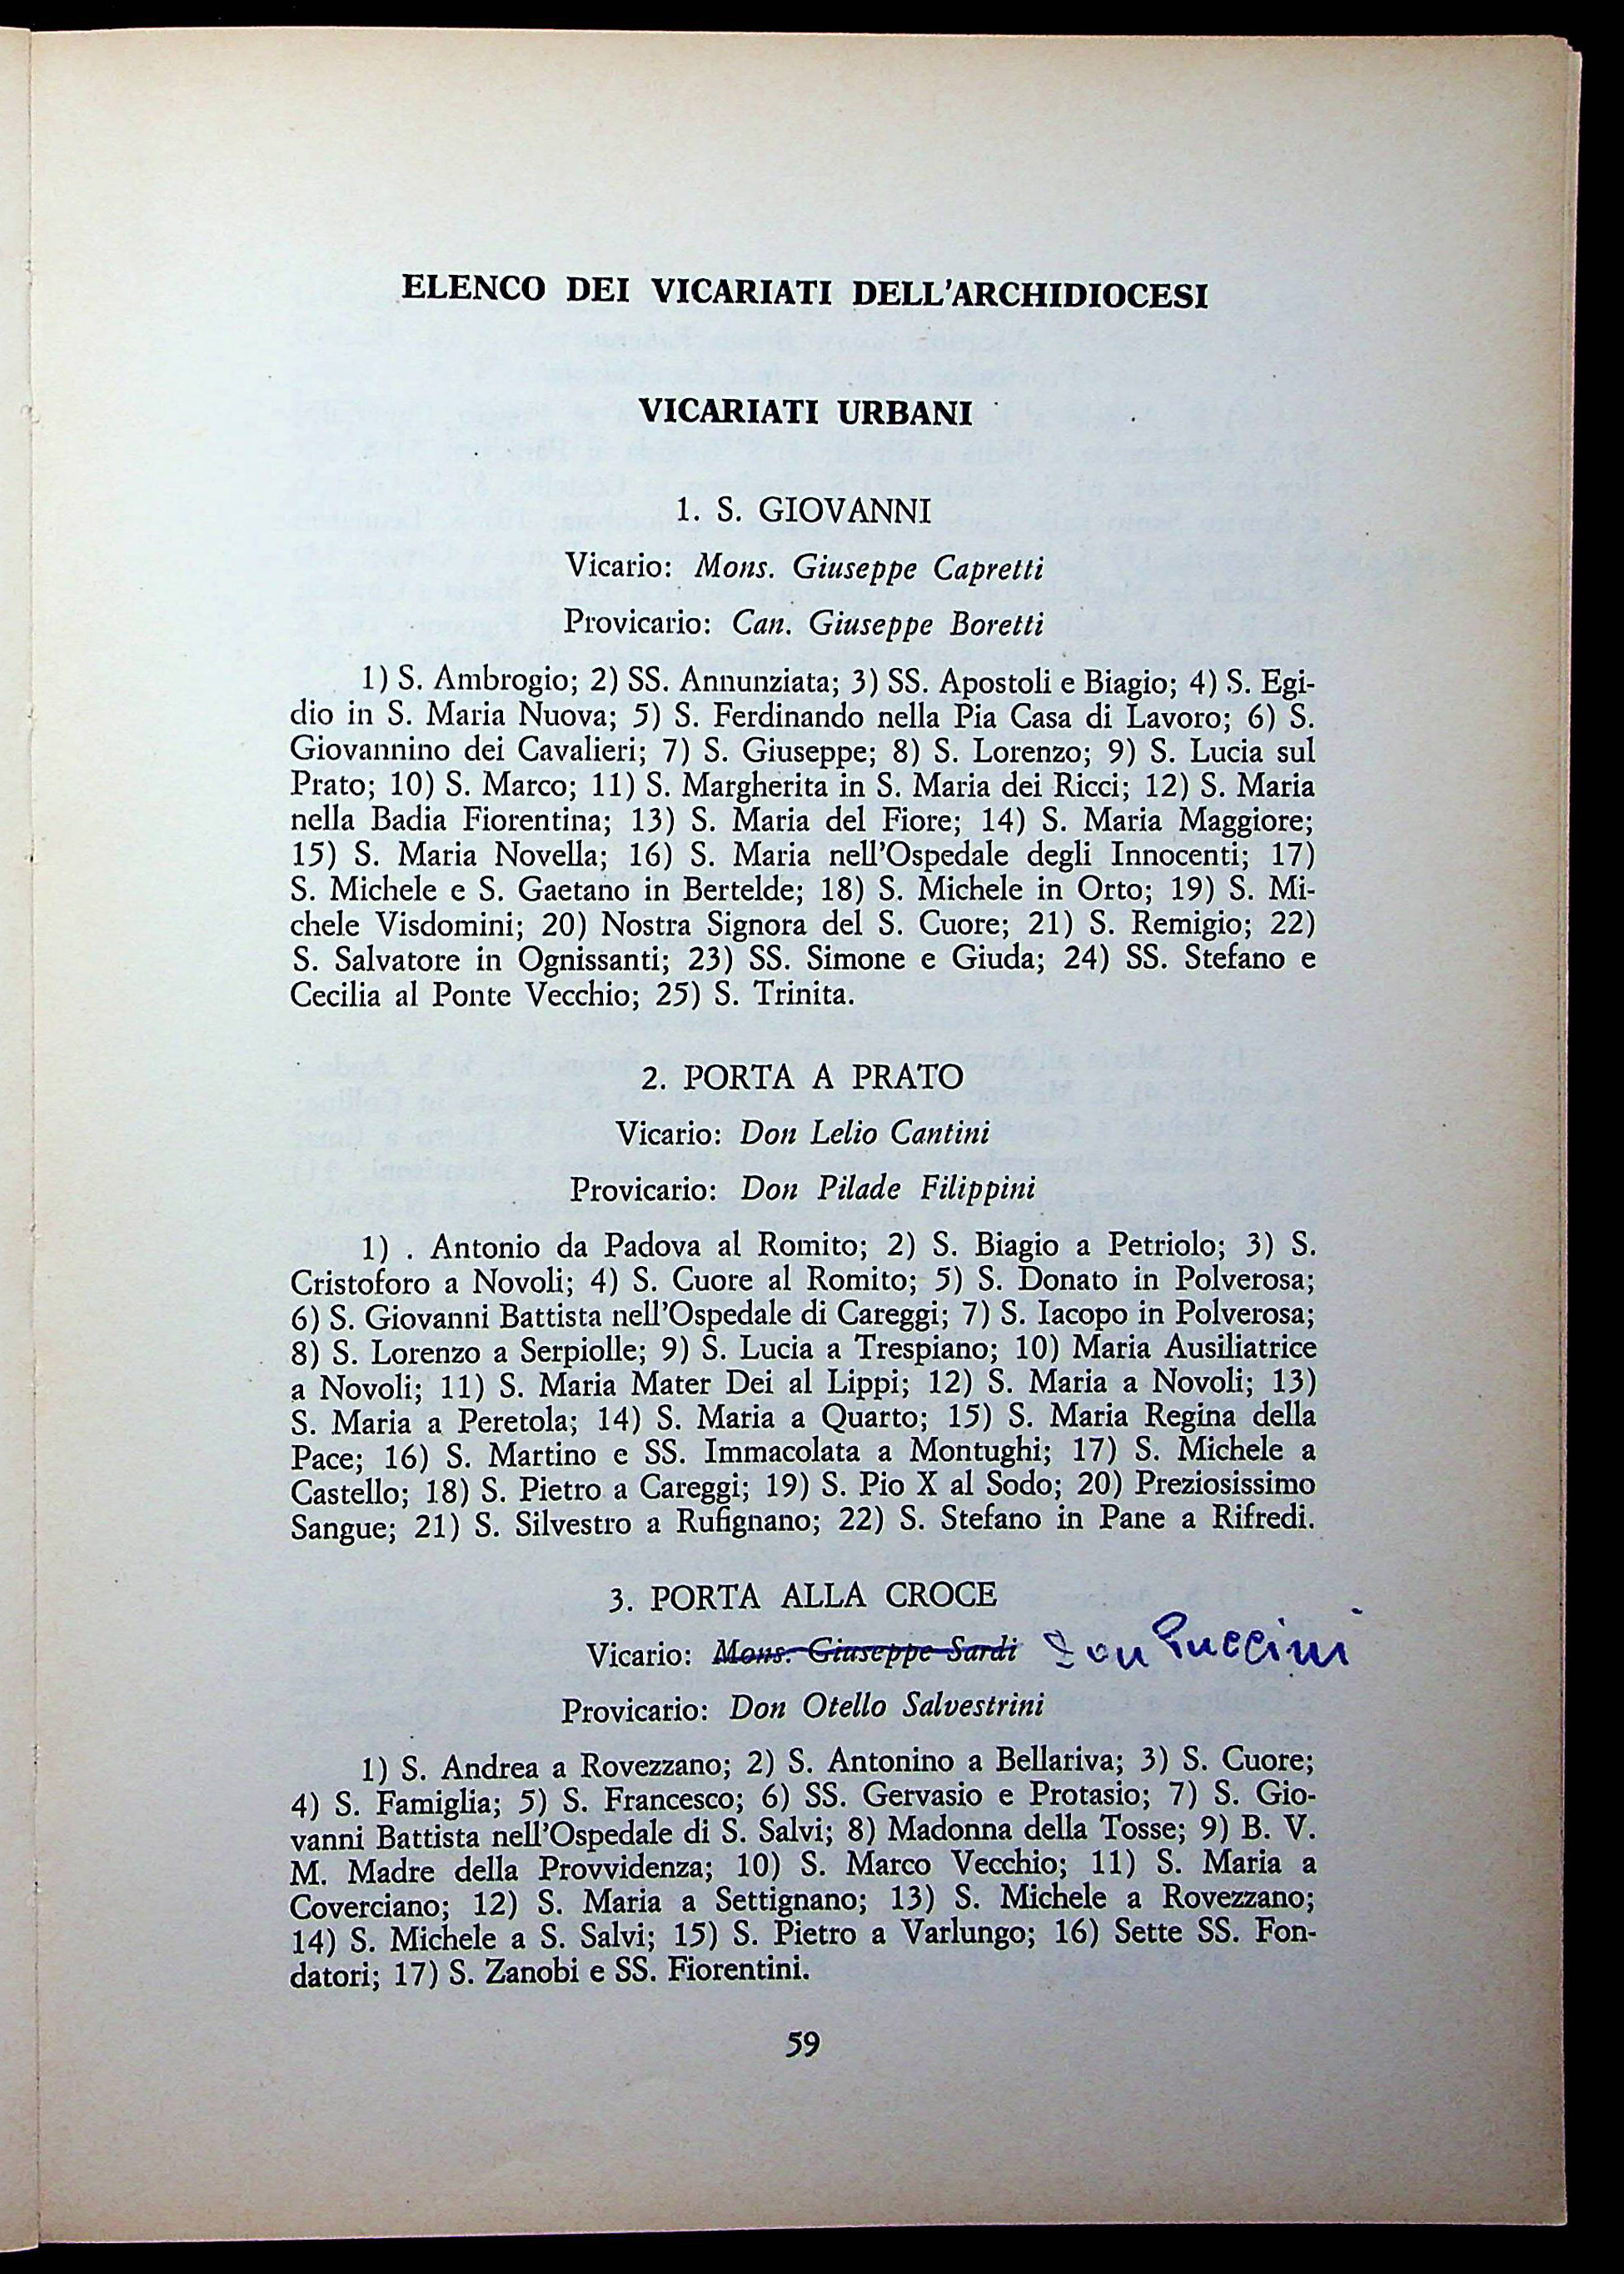 ELENCO DEI VICARIATI DELL'ARCHIDIOCESI
VICARIATI URBANI
1. S. GIOVANNI
Vicario: Mons. Giuseppe Capretti
Provicario: Can. Giuseppe Boretti
1) S. Ambrogio; 2) SS. Annunziata; 3) SS. Apostoli e Biagio; 4) S. Egi-
dio in S. Maria Nuova; 5) S. Ferdinando nella Pia Casa di Lavoro; 6) S.
Giovannino dei Cavalieri; 7) S. Giuseppe; 8) S. Lorenzo; 9) S. Lucia sul
Prato; 10) S. Marco; 11) S. Margherita in S. Maria dei Ricci; 12) S. Maria
nella Badia Fiorentina; 13) S. Maria del Fiore; 14) S. Maria Maggiore;
15) S. Maria Novella; 16) S. Maria nell'Ospedale degli Innocenti; 17)
S. Michele e S. Gaetano in Bertelde; 18) S. Michele in Orto; 19) S. Mi-
chele Visdomini; 20) Nostra Signora del S. Cuore; 21) S. Remigio; 22)
S. Salvatore in Ognissanti; 23) SS. Simone e Giuda; 24) SS. Stefano e
Cecilia al Ponte Vecchio; 25) S. Trinita.
2. PORTA A PRATO
Vicario: Don Lelio Cantini
Provicario: Don Pilade Filippini
1) . Antonio da Padova al Romito; 2) S. Biagio a Petriolo; 3) S.
Cristoforo a Novoli; 4) S. Cuore al Romito; 5) S. Donato in Polverosa;
6) S. Giovanni Battista nell'Ospedale di Careggi; 7) S. Iacopo in Polverosa;
8) S. Lorenzo a Serpiolle; 9) S. Lucia a Trespiano; 10) Maria Ausiliatrice
a Novoli; 11) S. Maria Mater Dei al Lippi; 12) S. Maria a Novoli; 13)
S. Maria a Peretola; 14) S. Maria a Quarto; 15) S. Maria Regina della
Pace; 16) S. Martino e SS. Immacolata a Montughi; 17) S. Michele a
Castello; 18) S. Pietro a Careggi; 19) S. Pio X al Sodo; 20) Preziosissimo
Sangue; 21) S. Silvestro a Rufignano; 22) S. Stefano in Pane a Rifredi.
3. PORTA ALLA CROCE
Vicario: Mons. Giuseppe Sardi Don Puccini
Provicario: Don Otello Salvestrini
1) S. Andrea a Rovezzano; 2) S. Antonino a Bellariva; 3) S. Cuore;
4) S. Famiglia; 5) S. Francesco; 6) SS. Gervasio e Protasio; 7) S. Gio-
vanni Battista nell'Ospedale di S. Salvi; 8) Madonna della Tosse; 9) B. V.
M. Madre della Provvidenza; 10) S. Marco Vecchio; 11) S. Maria a
Coverciano; 12) S. Maria a Settignano; 13) S. Michele a Rovezzano;
14) S. Michele a S. Salvi; 15) S. Pietro a Varlungo; 16) Sette SS. Fon-
datori; 17) S. Zanobi e SS. Fiorentini.
59